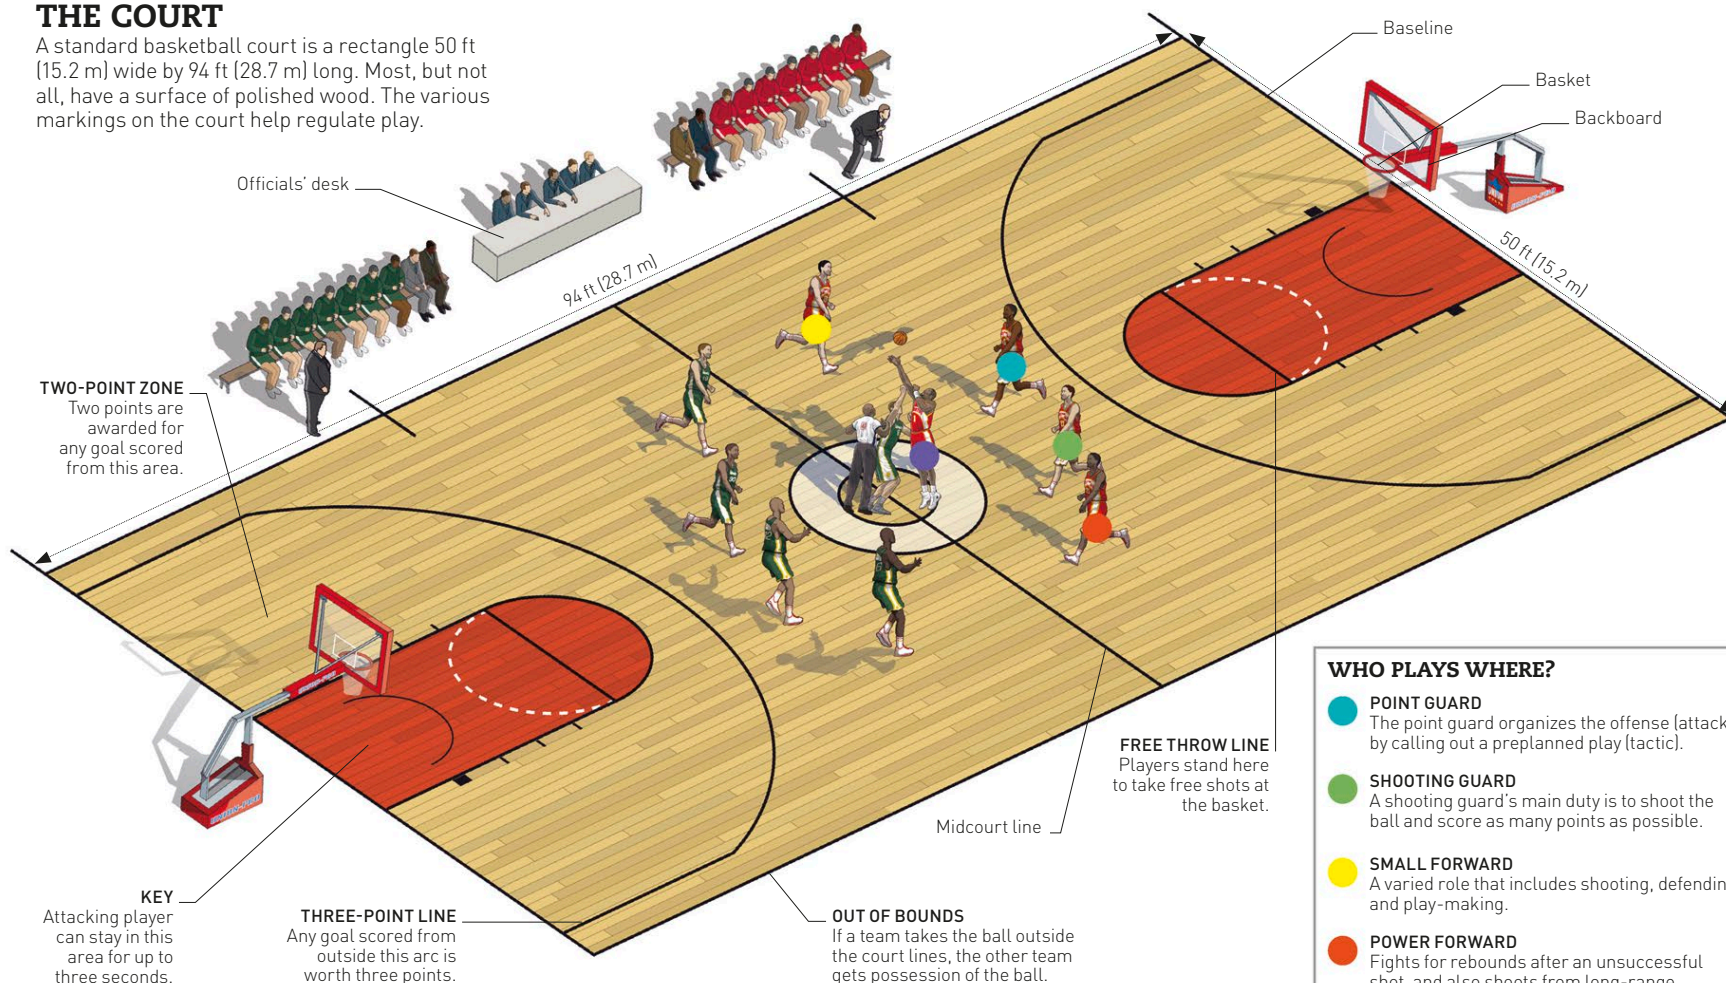 THE COURT
A standard basketball court is a rectangle 50 ft
(15.2 m) wide by 94 ft (28.7 m) long. Most, but not
all, have a surface of polished wood. The various
markings on the court help regulate play.
Baseline
Basket
Backboard
Officials' desk
94 ft (28.7 m)
50 ft (15.2 m)
TWO-POINT ZONE
Two points are
awarded for
any goal scored
from this area.
FREE THROW LINE
Players stand here
to take free shots at
the basket.
Midcourt line
KEY
Attacking player
can stay in this
area for up to
three seconds.
THREE-POINT LINE
Any goal scored from
outside this arc is
worth three points.
OUT OF BOUNDS
If a team takes the ball outside
the court lines, the other team
gets possession of the ball.
WHO PLAYS WHERE?
POINT GUARD
The point guard organizes the offense (attack
by calling out a preplanned play (tactic).
SHOOTING GUARD
A shooting guard's main duty is to shoot the
ball and score as many points as possible.
SMALL FORWARD
A varied role that includes shooting, defendin
and play-making.
POWER FORWARD
Fights for rebounds after an unsuccessful
shot, and also shoots from long-range